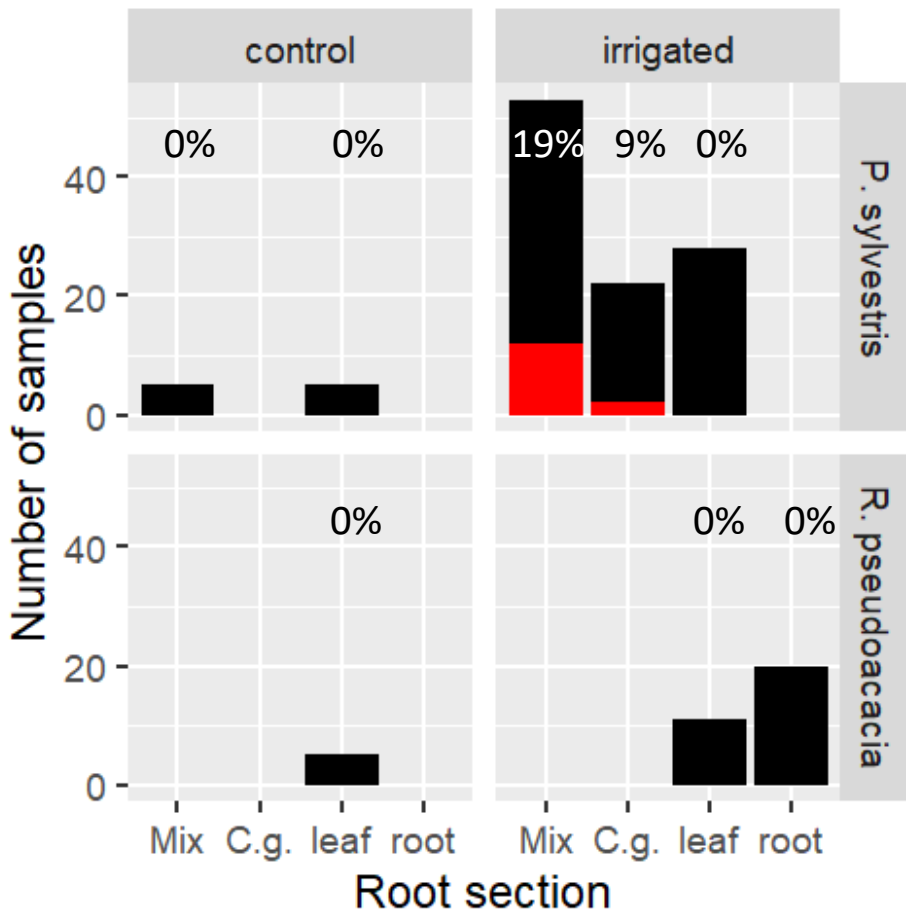 control
irrigated
Number of samples
40
20
0
0%
0%
19%
9%
0%
P. sylvestris
40
20
0
0%
0%
0%
R. pseudoacacia
Mix C.g. leaf root
Mix C.g. leaf root
Root section